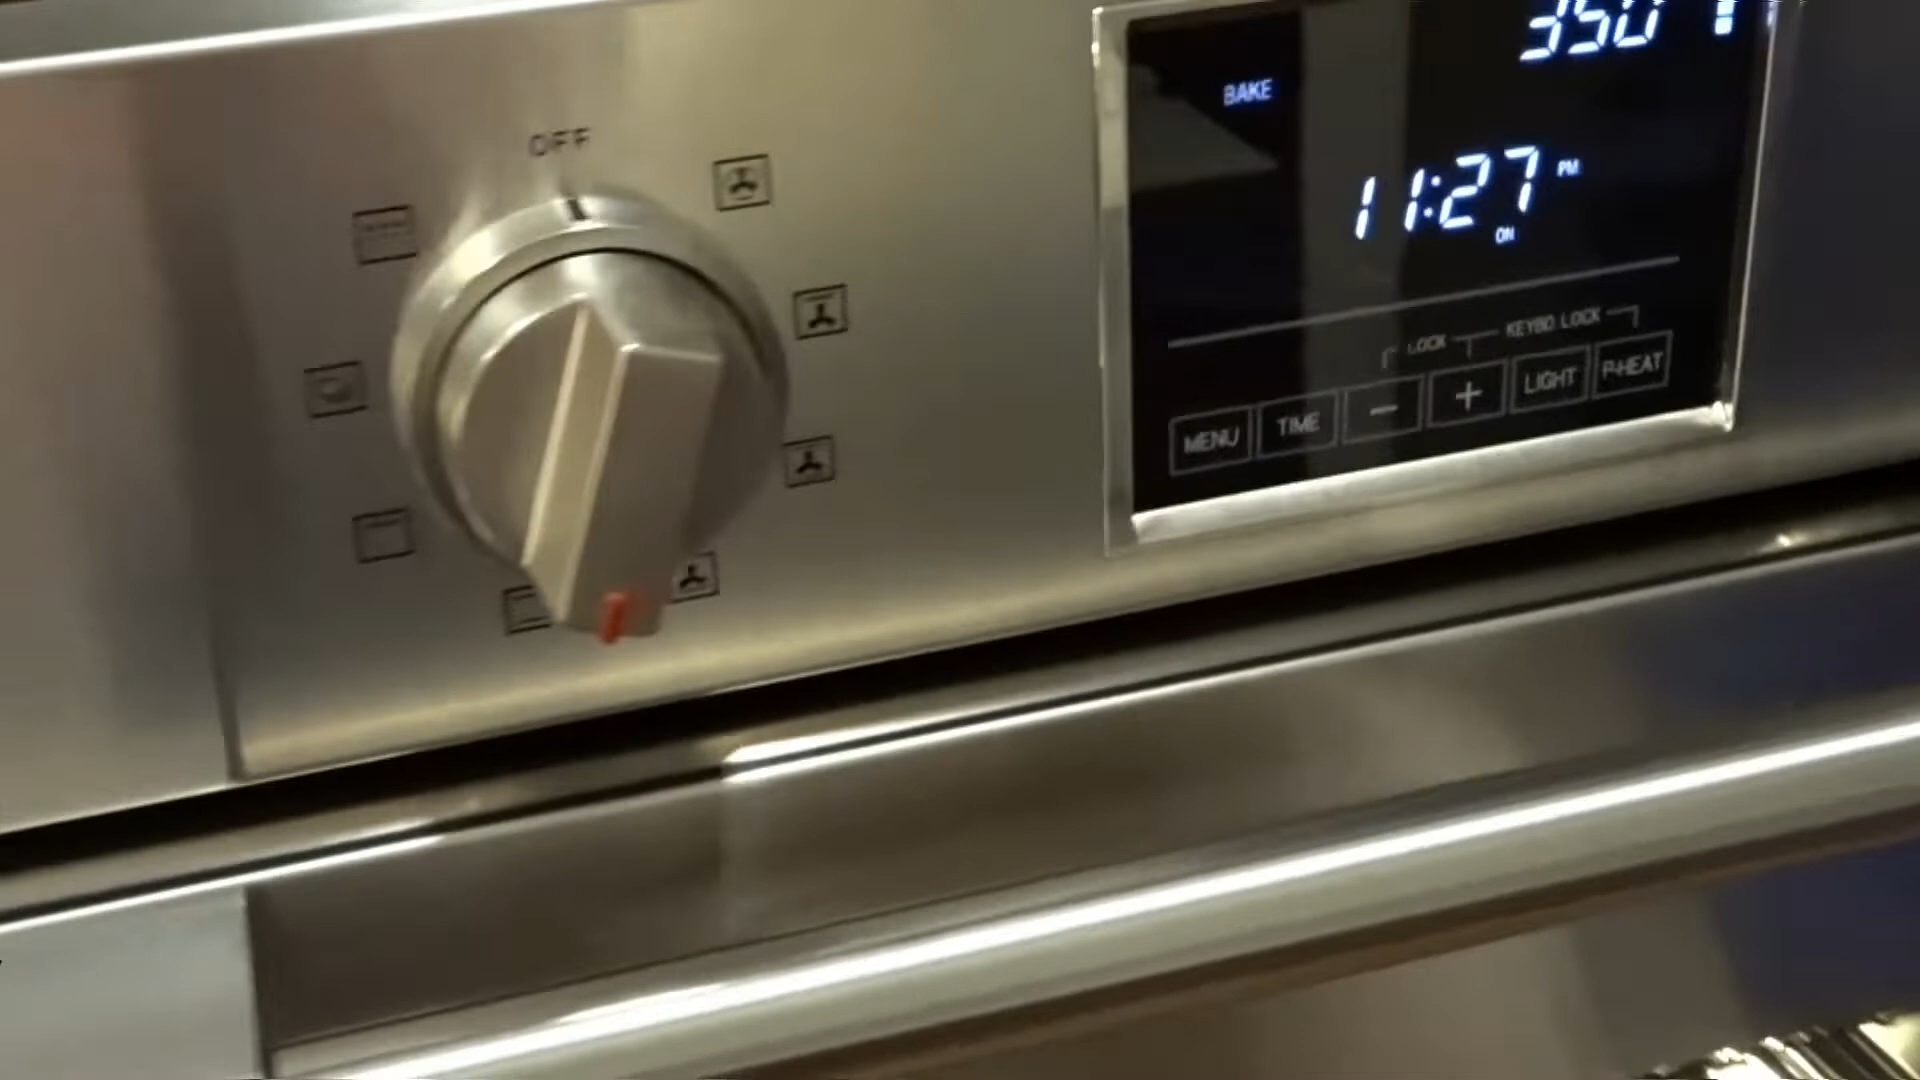 350 °F
BAKE
OFF
11:27 PM
ON
LOCK KEYBD LOCK
MENU TIME − + LIGHT P-HEAT